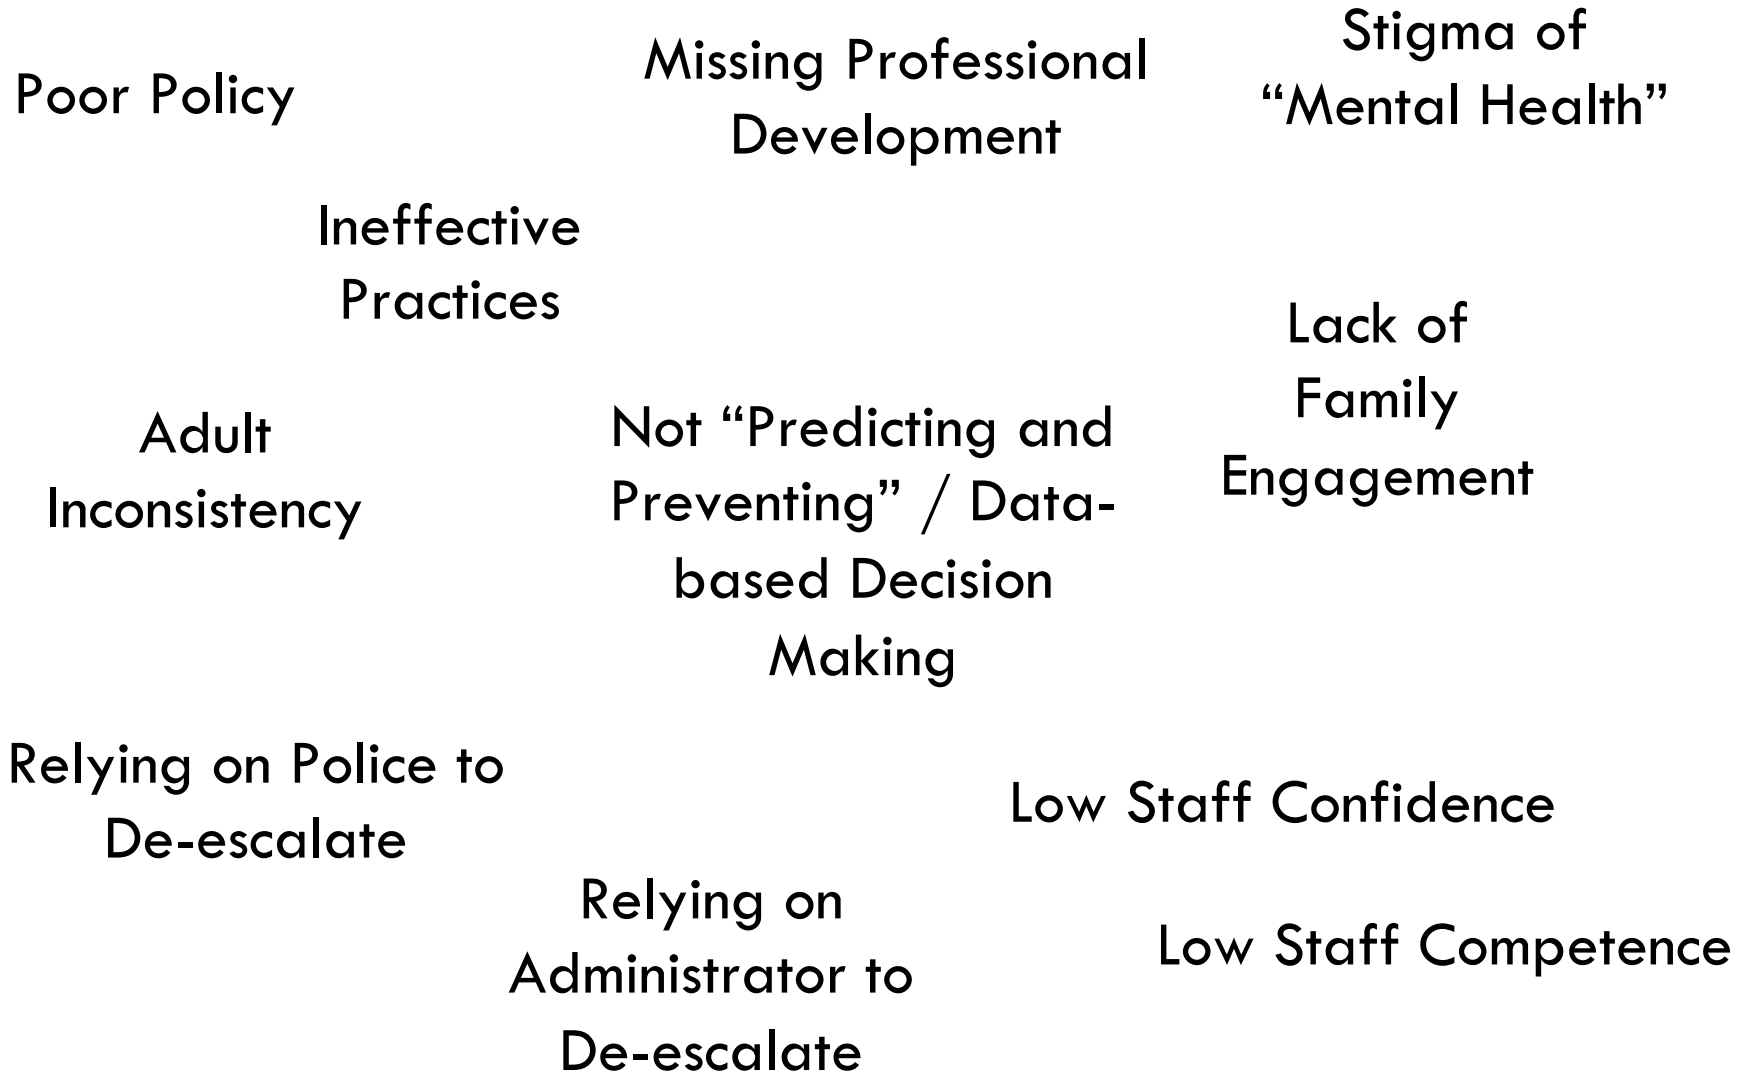 Poor Policy
Missing Professional
Development
Stigma of
“Mental Health”
Ineffective
Practices
Lack of
Family
Engagement
Adult
Inconsistency
Not “Predicting and
Preventing” / Data-
based Decision
Making
Relying on Police to
De-escalate
Low Staff Confidence
Relying on
Administrator to
De-escalate
Low Staff Competence